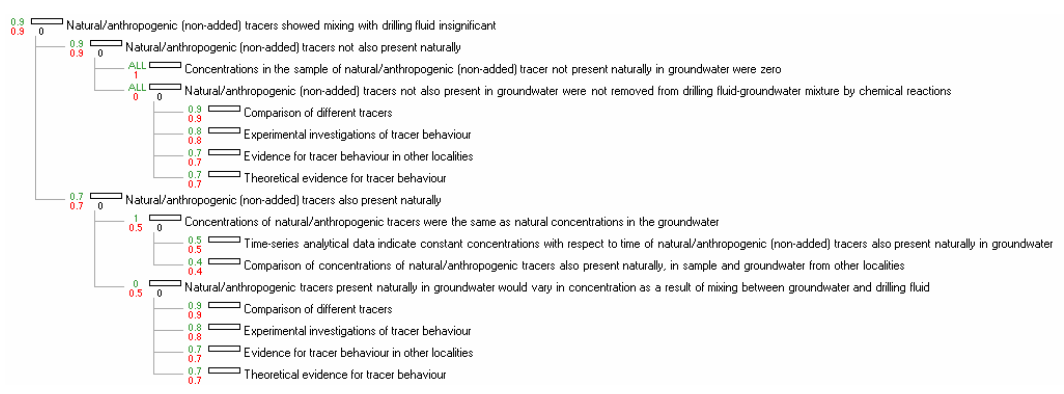 0.9 0.9 0 Natural/anthropogenic (non-added) tracers showed mixing with drilling fluid insignificant
0.9 0.9 0 Natural/anthropogenic (non-added) tracers not also present naturally
ALL 1 Concentrations in the sample of natural/anthropogenic (non-added) tracer not present naturally in groundwater were zero
ALL 0 0 Natural/anthropogenic (non-added) tracers not also present in groundwater were not removed from drilling fluid-groundwater mixture by chemical reactions
0.9 0.9 Comparison of different tracers
0.8 0.8 Experimental investigations of tracer behaviour
0.7 0.7 Evidence for tracer behaviour in other localities
0.7 0.7 Theoretical evidence for tracer behaviour
0.7 0.7 0 Natural/anthropogenic (non-added) tracers also present naturally
1 0.5 0 Concentrations of natural/anthropogenic tracers were the same as natural concentrations in the groundwater
0.5 0.5 Time-series analytical data indicate constant concentrations with respect to time of natural/anthropogenic (non-added) tracers also present naturally in groundwater
0.4 0.4 Comparison of concentrations of natural/anthropogenic tracers also present naturally, in sample and groundwater from other localities
0 0.5 0 Natural/anthropogenic tracers present naturally in groundwater would vary in concentration as a result of mixing between groundwater and drilling fluid
0.9 0.9 Comparison of different tracers
0.8 0.8 Experimental investigations of tracer behaviour
0.7 0.7 Evidence for tracer behaviour in other localities
0.7 0.7 Theoretical evidence for tracer behaviour